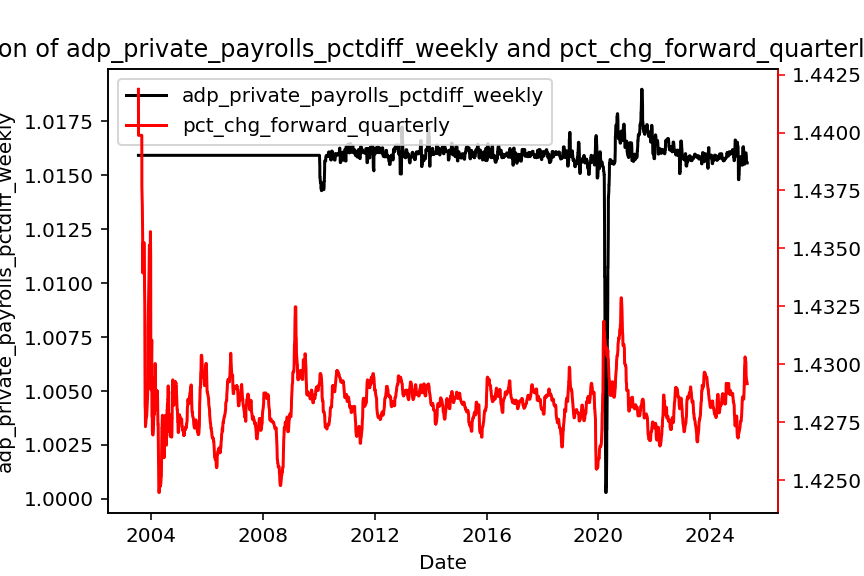 on of adp_private_payrolls_pctdiff_weekly and pct_chg_forward_quarterl
adp_private_payrolls_pctdiff_weekly
pct_chg_forward_quarterly
adp_private_payrolls_pctdiff_weekly
1.0175
1.0150
1.0125
1.0100
1.0075
1.0050
1.0025
1.0000
1.4425
1.4400
1.4375
1.4350
1.4325
1.4300
1.4275
1.4250
2004 2008 2012 2016 2020 2024
Date